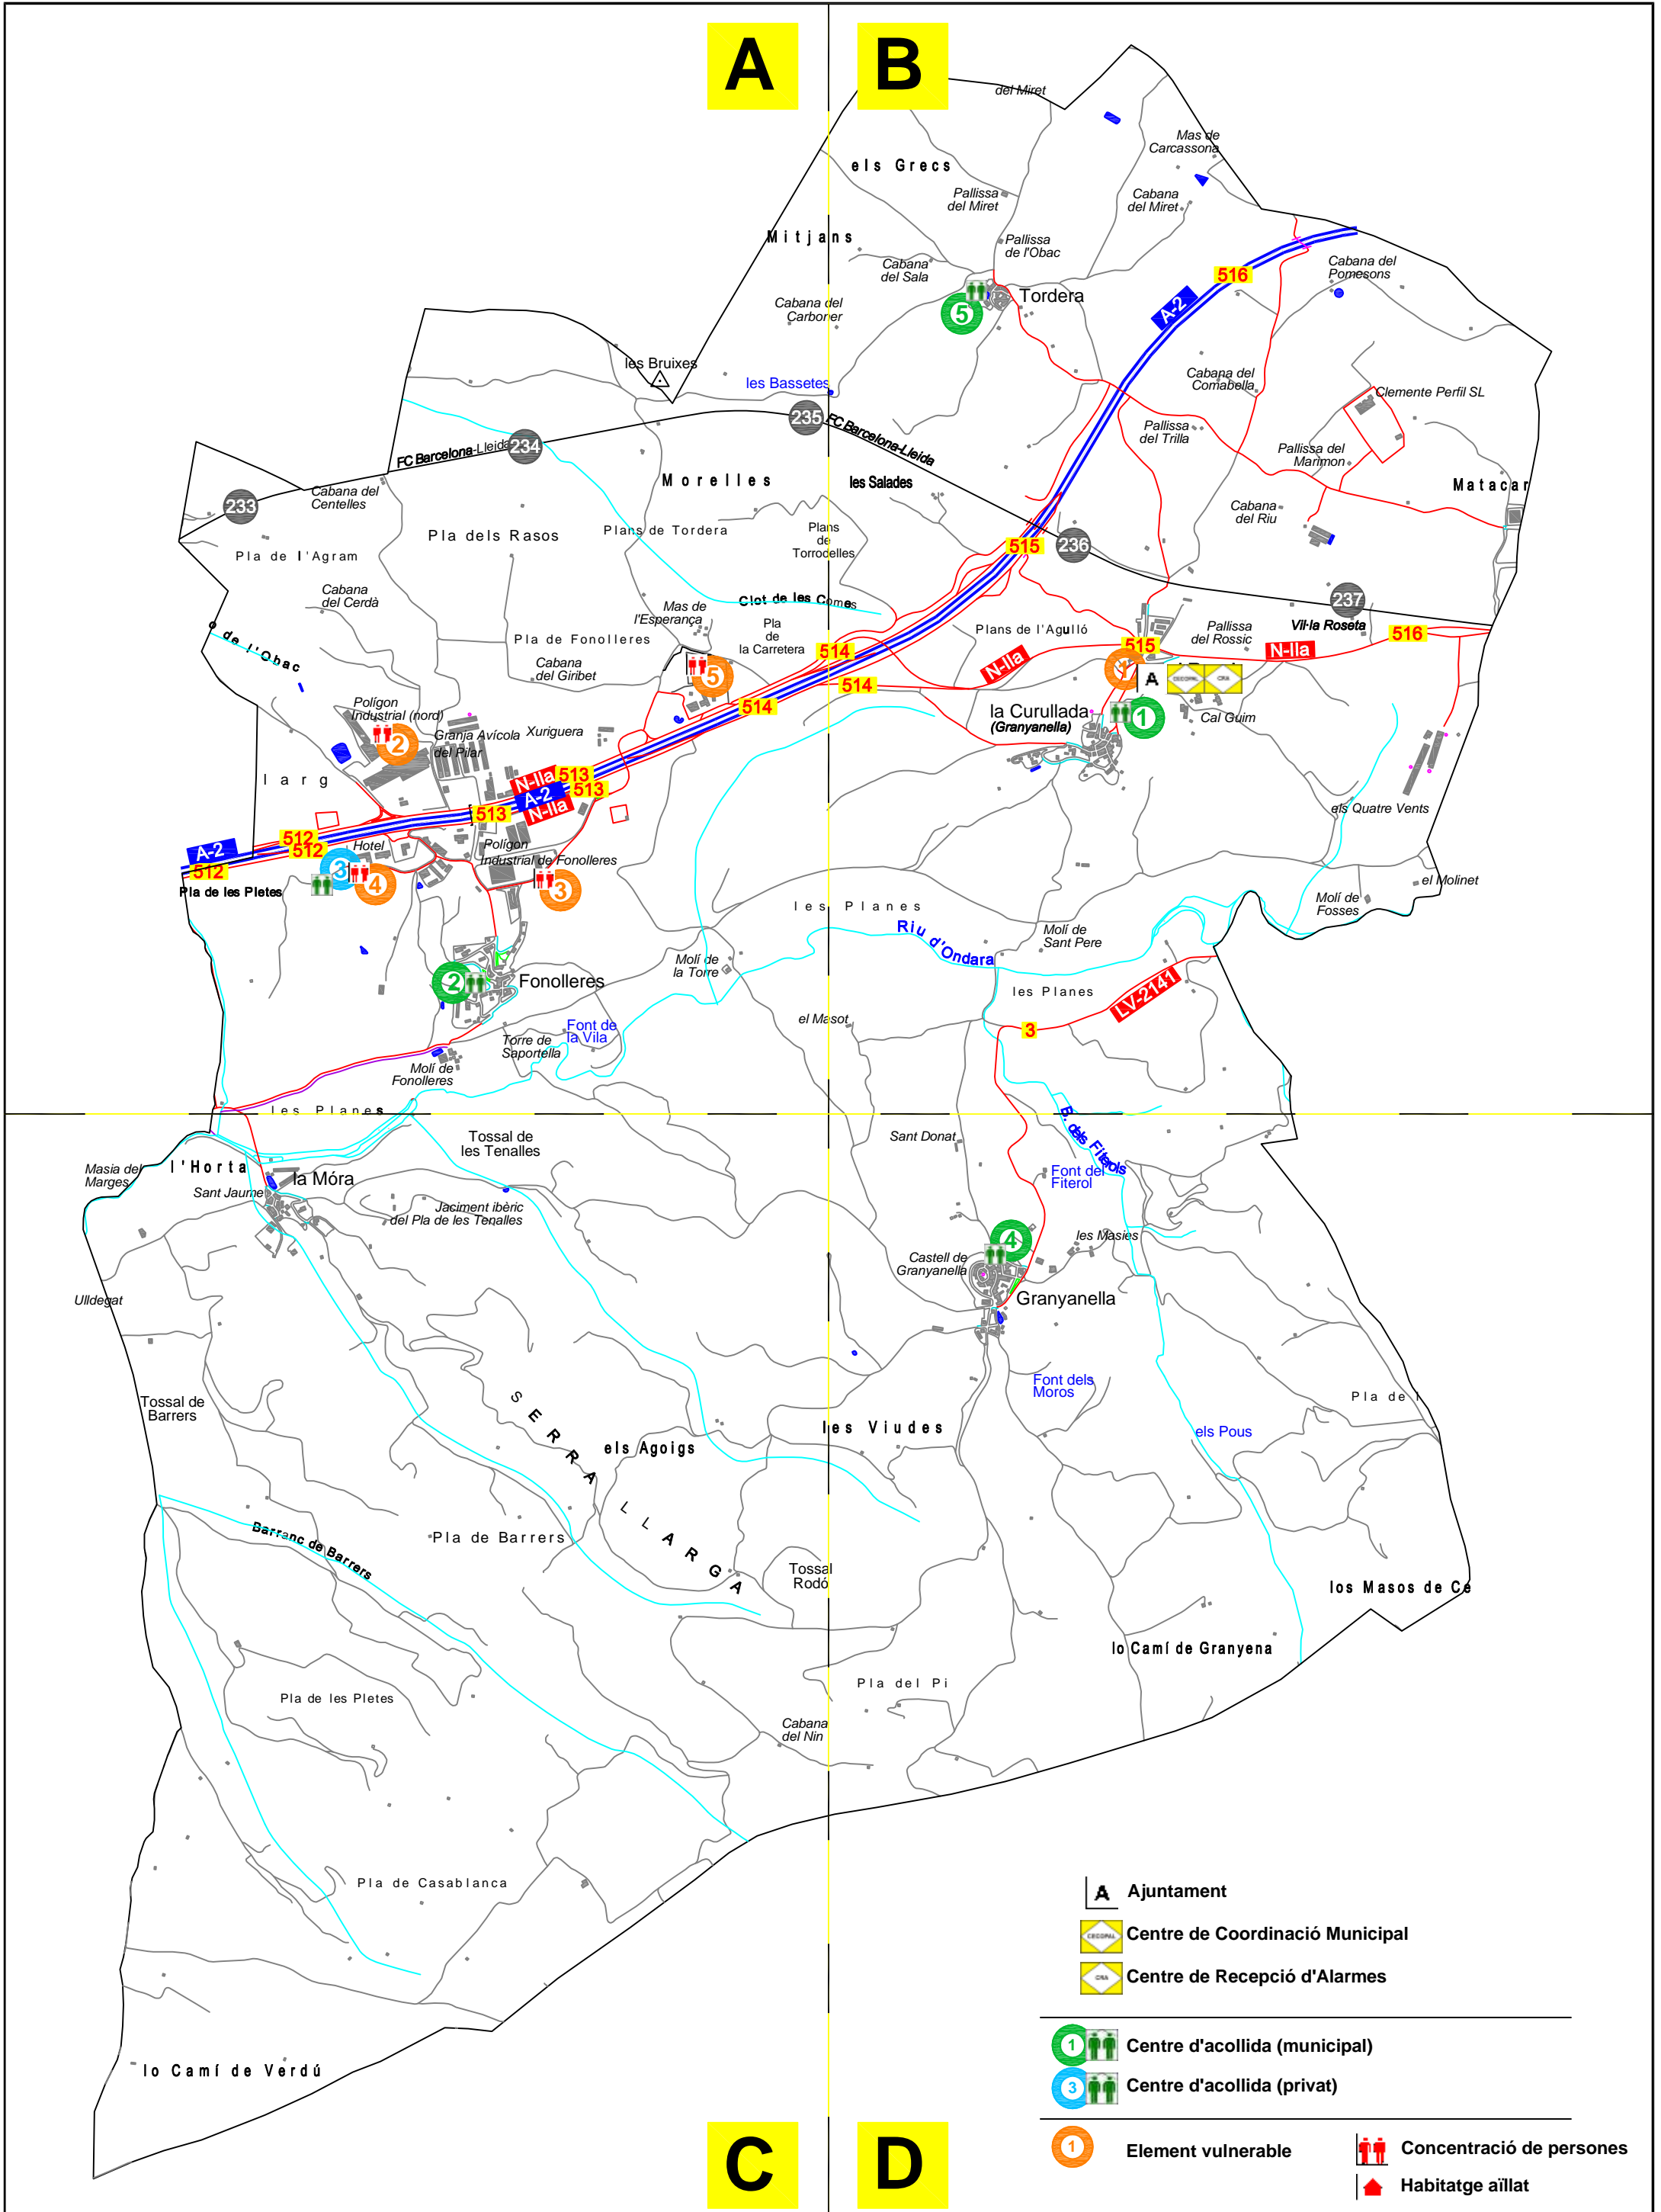 A
B
del Miret
Mas de
Carcassona
els Grecs
Pallissa
del Miret
Cabana
del Miret
Mitjans
Pallissa
de l'Obac
Cabana
del Sala
516
Cabana del
Pomesons
Tordera
A-2
Cabana del
Carboner
5
les Bruixes
les Bassetes
Cabana del
Comabella
Clemente Perfil SL
235
FC Barcelona-Lleida
234
FC Barcelona-Lleida
Pallissa
del Trilla
Pallissa del
Marimon
Morelles
les Salades
Matacar
Cabana del
Centelles
233
Cabana
del Riu
Pla dels Rasos
Plans de Tordera
Plans
de
Torrodelles
515
236
Pla de l'Agram
Cabana
del Cerdà
Clot de les Comes
237
Mas de
l'Esperança
Pla
de
la Carretera
Plans de l'Agulló
Pallissa
del Rossic
Vil·la Roseta
516
o de l'Obac
Pla de Fonolleres
514
515
N-IIa
N-IIa
Cabana
del Giribet
5
514
1
A
CECOPAL
CRA
514
Polígon
Industrial (nord)
la Curullada
(Granyanella)
1
Cal Guim
2
Granja Avícola
del Pilar
Xuriguera
larg
N-IIa
513
A-2
513
N-IIa
513
els Quatre Vents
512
A-2
512
Hotel
512
Polígon
Industrial de Fonolleres
3
4
3
Pla de les Pletes
el Molinet
Molí de
Fosses
les Planes
Riu d'Ondara
Molí de
Sant Pere
Molí de
la Torre
2
Fonolleres
les Planes
LV-2141
el Masot
3
Font de
la Vila
Torre de
Saportella
Molí de
Fonolleres
les Planes
B. dels Fiterols
Tossal de
les Tenalles
Sant Donat
Masia del
Marges
l'Horta
la Móra
Font del
Fiterol
Sant Jaume
Jaciment ibèric
del Pla de les Tenalles
4
les Masies
Castell de
Granyanella
Ulldegat
Granyanella
Font dels
Moros
Pla de l
Tossal de
Barrers
SERRA LLARGA
els Agoigs
les Viudes
els Pous
Barranc de Barrers
Pla de Barrers
Tossal
Rodó
los Masos de Ce
lo Camí de Granyena
Pla de les Pletes
Pla del Pi
Cabana
del Nin
Pla de Casablanca
lo Camí de Verdú
A Ajuntament
CECOPAL Centre de Coordinació Municipal
CRA Centre de Recepció d'Alarmes
1 Centre d'acollida (municipal)
3 Centre d'acollida (privat)
1 Element vulnerable
Concentració de persones
Habitatge aïllat
C
D